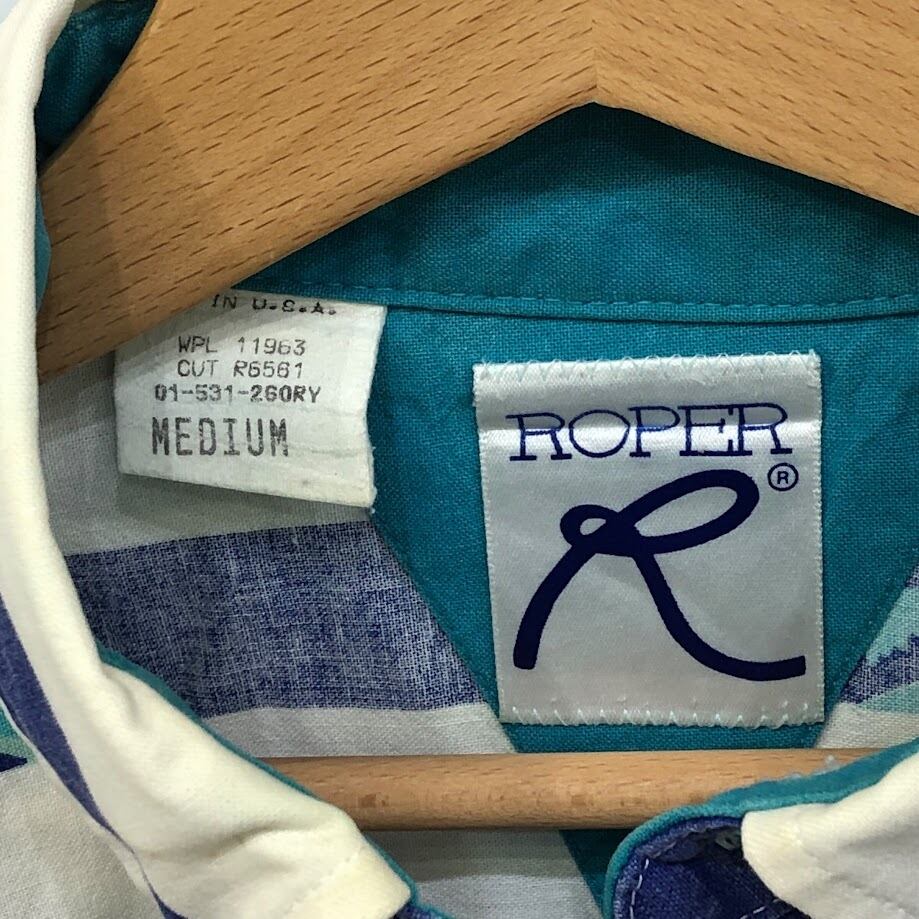 IN U.S.A.
WPL 11963
CUT R6561
01-531-260RY
MEDIUM
ROPER
R ®